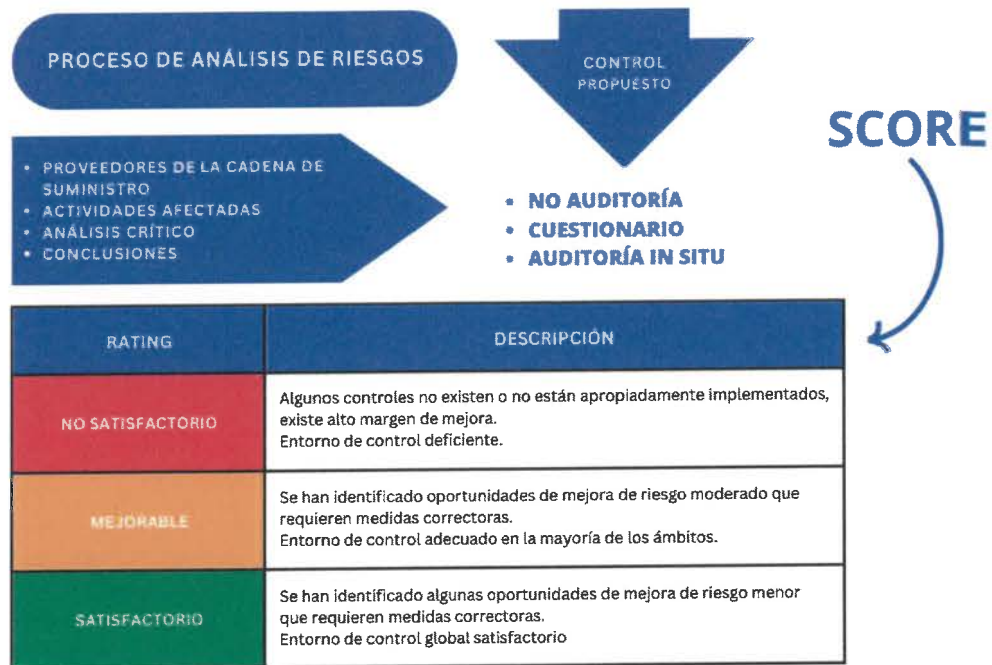 PROCESO DE ANÁLISIS DE RIESGOS
CONTROL
PROPUESTO
SCORE
• PROVEEDORES DE LA CADENA DE
SUMINISTRO
• ACTIVIDADES AFECTADAS
• ANÁLISIS CRÍTICO
• CONCLUSIONES
• NO AUDITORÍA
• CUESTIONARIO
• AUDITORÍA IN SITU
RATING
DESCRIPCIÓN
NO SATISFACTORIO
Algunos controles no existen o no están apropiadamente implementados,
existe alto margen de mejora.
Entorno de control deficiente.
MEJORABLE
Se han identificado oportunidades de mejora de riesgo moderado que
requieren medidas correctoras.
Entorno de control adecuado en la mayoría de los ámbitos.
SATISFACTORIO
Se han identificado algunas oportunidades de mejora de riesgo menor
que requieren medidas correctoras.
Entorno de control global satisfactorio